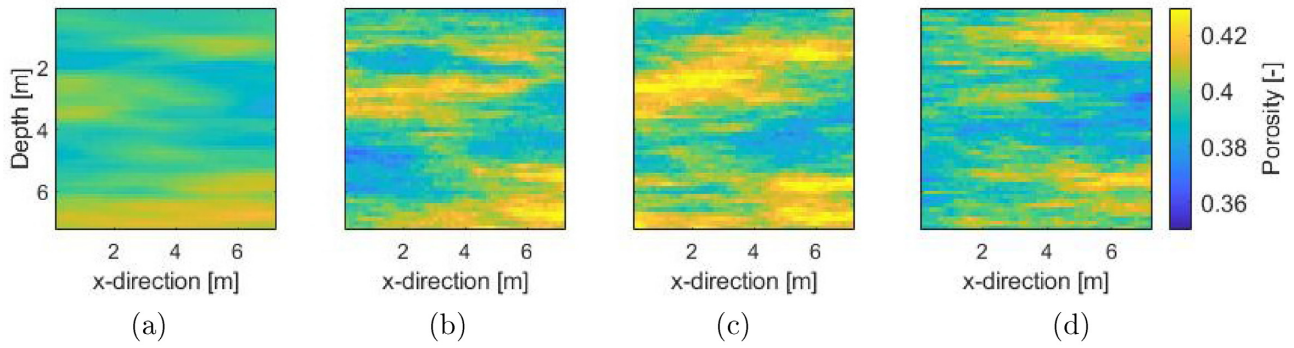 Depth [m]
2
4
6
2 4 6
2 4 6
2 4 6
2 4 6
x-direction [m]
x-direction [m]
x-direction [m]
x-direction [m]
0.42
0.4
0.38
0.36
Porosity [-]
(a)
(b)
(c)
(d)